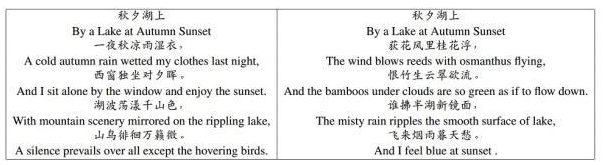 秋夕湖上
By a Lake at Autumn Sunset
一夜秋凉雨湿衣，
A cold autumn rain wetted my clothes last night,
西窗独坐对夕晖。
And I sit alone by the window and enjoy the sunset.
湖波荡漾千山色，
With mountain scenery mirrored on the rippling lake,
山鸟徘徊万籁微。
A silence prevails over all except the hovering birds.
秋夕湖上
By a Lake at Autumn Sunset
荻花风里桂花浮，
The wind blows reeds with osmanthus flying,
恨竹生云翠欲流。
And the bamboos under clouds are so green as if to flow down.
谁拂半湖新镜面，
The misty rain ripples the smooth surface of lake,
飞来烟雨暮天愁。
And I feel blue at sunset .